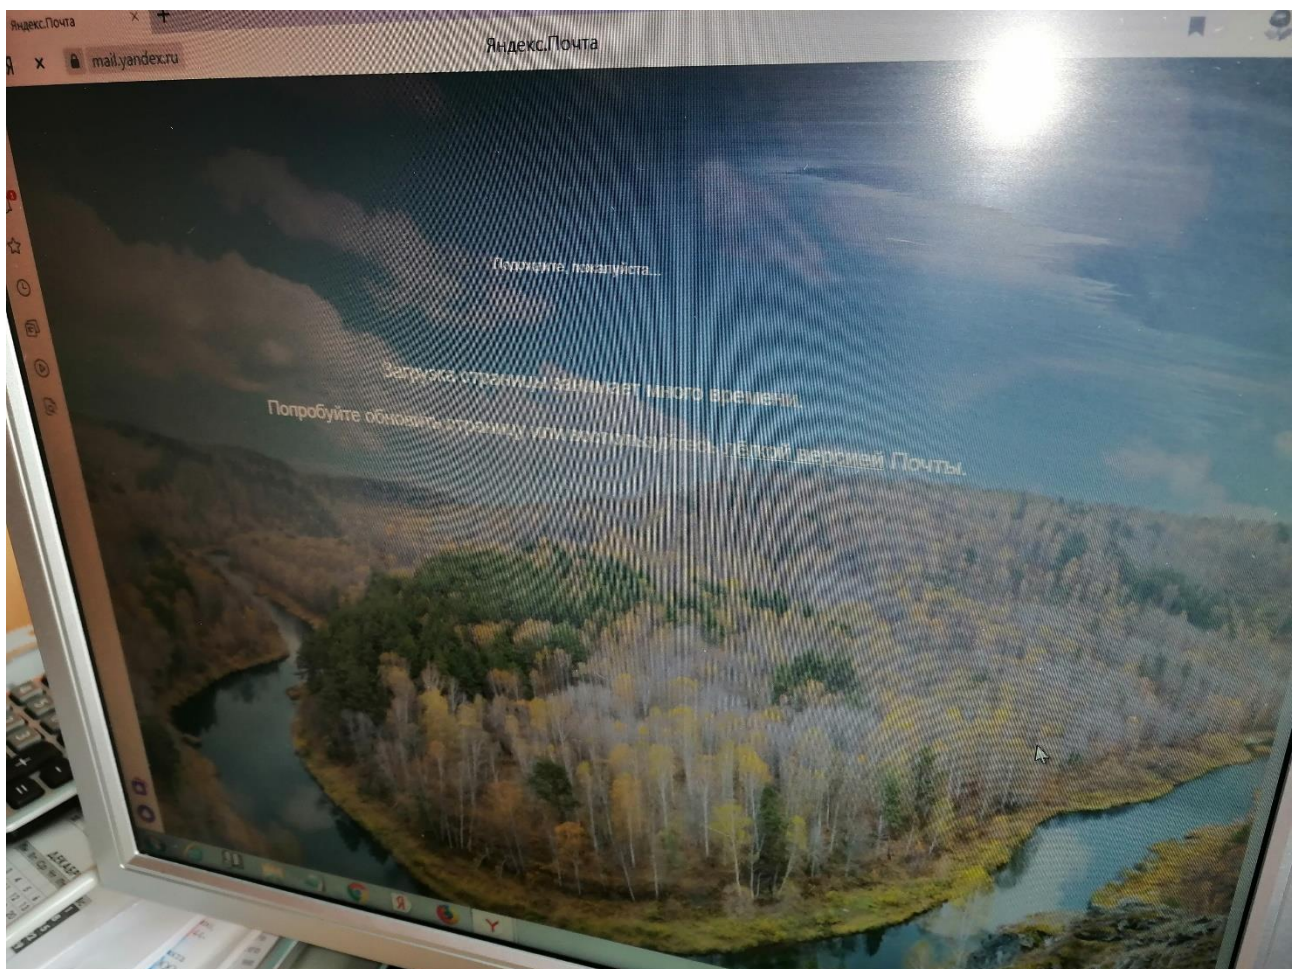 Яндекс.Почта
Яндекс.Почта
mail.yandex.ru
Подождите, пожалуйста...
Загрузка страницы занимает много времени.
Попробуйте обновить страницу или воспользуйтесь лёгкой версией Почты.
ДЕКАБР